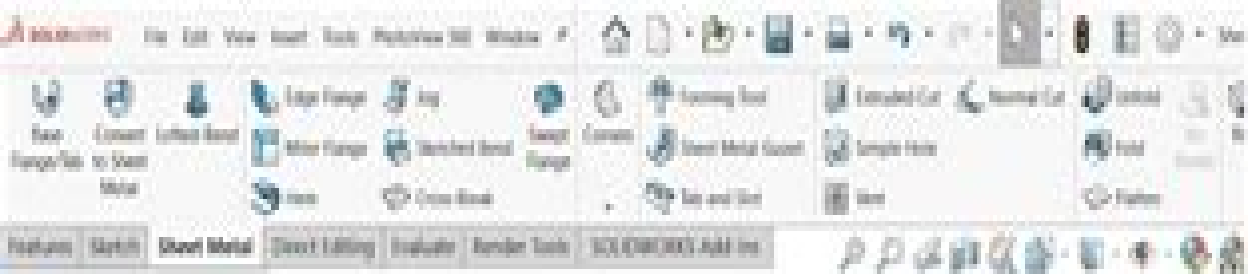 SOLIDWORKS File Edit View Insert Tools PhotoView 360 Window
Base Flange/Tab
Convert to Sheet Metal
Lofted-Bend
Edge Flange
Miter Flange
Hem
Jog
Sketched Bend
Cross-Break
Swept Flange
Corners
Forming Tool
Sheet Metal Gusset
Tab and Slot
Extruded Cut
Simple Hole
Vent
Normal Cut
Unfold
Fold
Flatten
Features Sketch Sheet Metal Direct Editing Evaluate Render Tools SOLIDWORKS Add-Ins